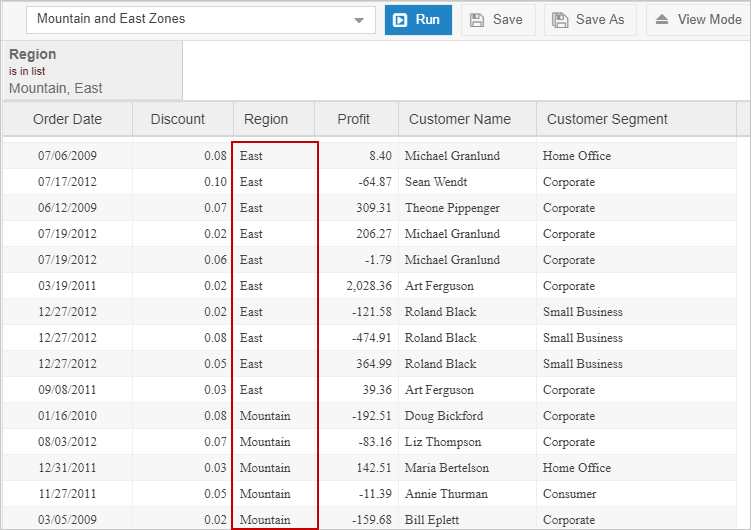 Mountain and East Zones Run Save Save As View Mode
Region
is in list
Mountain, East
Order Date Discount Region Profit Customer Name Customer Segment
07/06/2009 0.08 East 8.40 Michael Granlund Home Office
07/17/2012 0.10 East -64.87 Sean Wendt Corporate
06/12/2009 0.07 East 309.31 Theone Pippenger Corporate
07/19/2012 0.02 East 206.27 Michael Granlund Corporate
07/19/2012 0.06 East -1.79 Michael Granlund Corporate
03/19/2011 0.02 East 2,028.36 Art Ferguson Corporate
12/27/2012 0.02 East -121.58 Roland Black Small Business
12/27/2012 0.08 East -474.91 Roland Black Small Business
12/27/2012 0.05 East 364.99 Roland Black Small Business
09/08/2011 0.03 East 39.36 Art Ferguson Corporate
01/16/2010 0.08 Mountain -192.51 Doug Bickford Corporate
08/03/2012 0.07 Mountain -83.16 Liz Thompson Corporate
12/31/2011 0.03 Mountain 142.51 Maria Bertelson Home Office
11/27/2011 0.05 Mountain -11.39 Annie Thurman Consumer
03/05/2009 0.02 Mountain -159.68 Bill Eplett Corporate